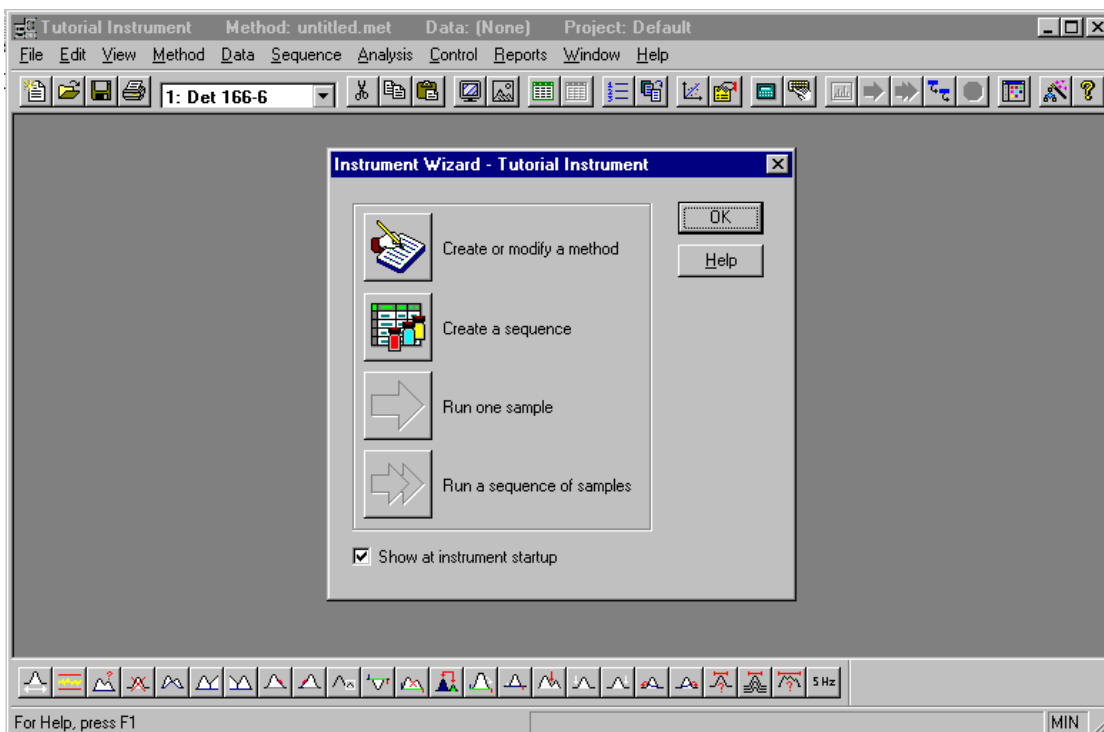 Tutorial Instrument Method: untitled.met Data: (None) Project: Default
File Edit View Method Data Sequence Analysis Control Reports Window Help
1: Det 166-6
Instrument Wizard - Tutorial Instrument
OK
Create or modify a method
Help
Create a sequence
Run one sample
Run a sequence of samples
Show at instrument startup
5 Hz
For Help, press F1
MIN